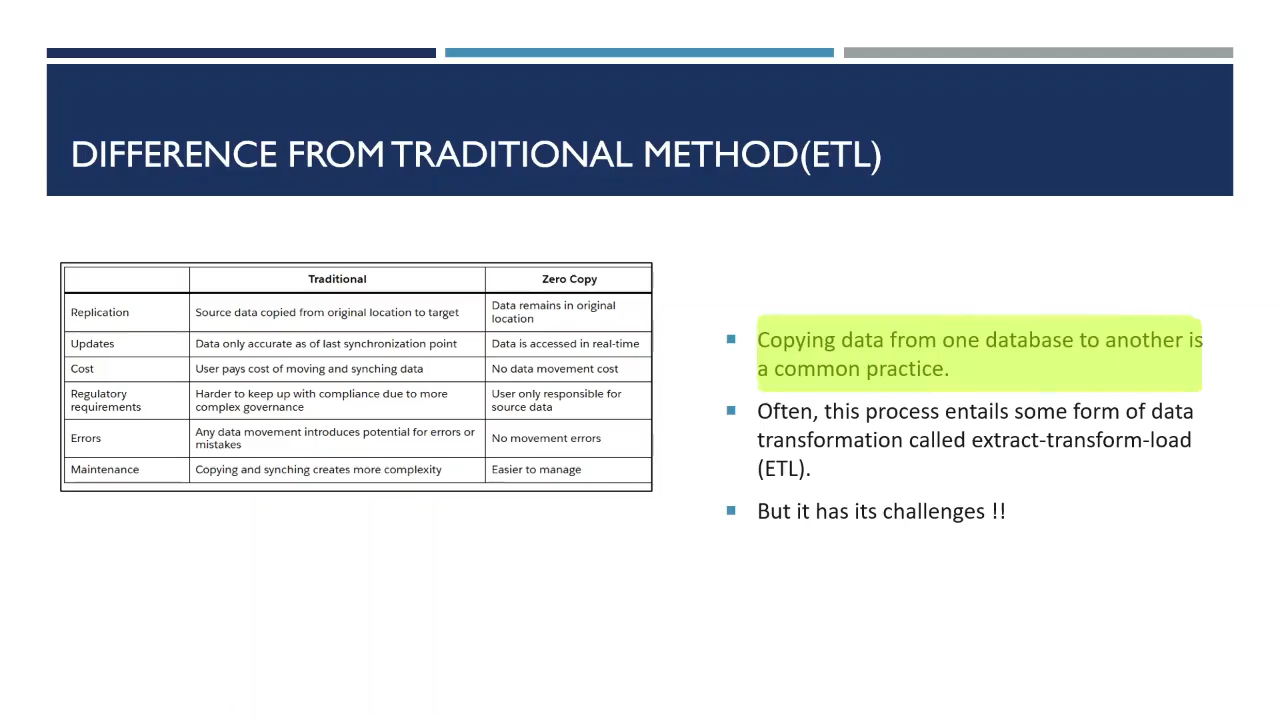 DIFFERENCE FROM TRADITIONAL METHOD(ETL)
Traditional Zero Copy
Replication Source data copied from original location to target Data remains in original
location
Updates Data only accurate as of last synchronization point Data is accessed in real-time
Cost User pays cost of moving and synching data No data movement cost
Regulatory Harder to keep up with compliance due to more User only responsible for
requirements complex governance source data
Errors Any data movement introduces potential for errors or No movement errors
mistakes
Maintenance Copying and synching creates more complexity Easier to manage
Copying data from one database to another is
a common practice.
Often, this process entails some form of data
transformation called extract-transform-load
(ETL).
But it has its challenges !!